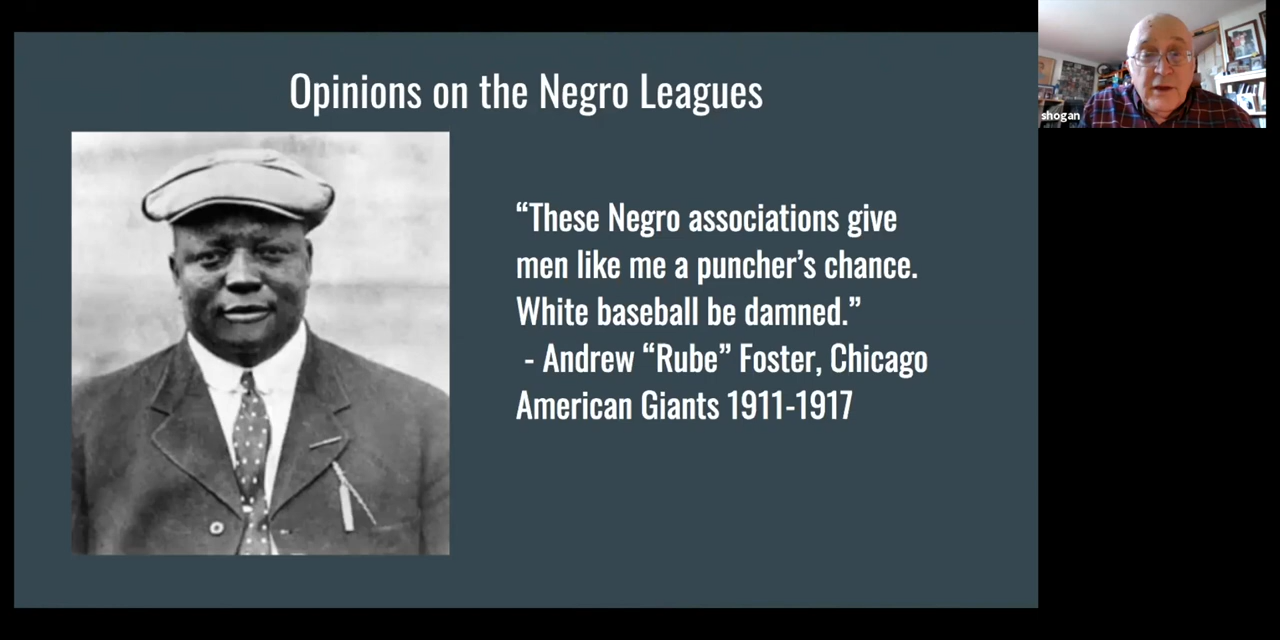 Opinions on the Negro Leagues
“These Negro associations give
men like me a puncher’s chance.
White baseball be damned.”
- Andrew “Rube” Foster, Chicago
American Giants 1911-1917
shogan